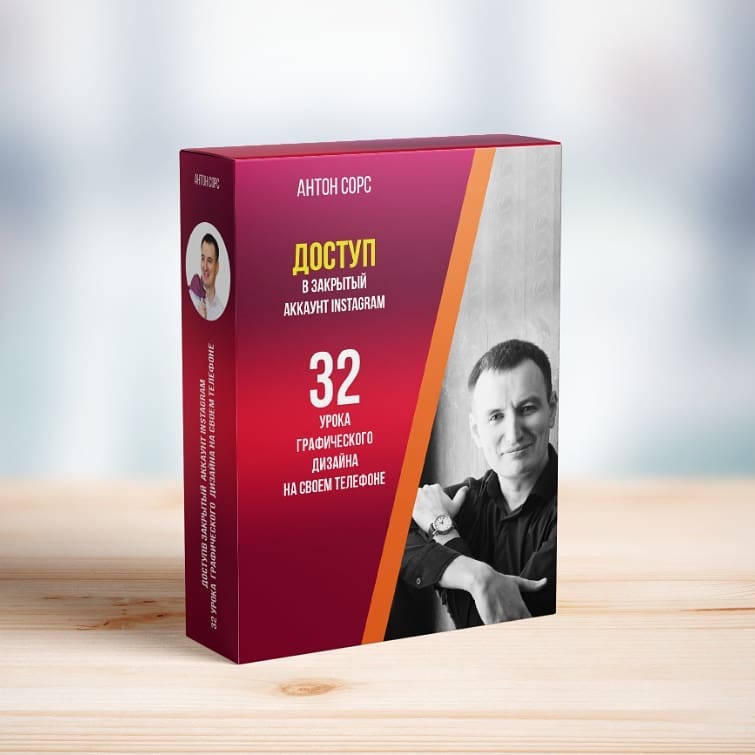 АНТОН СОРС
ДОСТУП
В ЗАКРЫТЫЙ
АККАУНТ INSTAGRAM
32
УРОКА
ГРАФИЧЕСКОГО
ДИЗАЙНА
НА СВОЕМ ТЕЛЕФОНЕ
АНТОН СОРС
ДОСТУПВ ЗАКРЫТЫЙ АККАУНТ INSTAGRAM
32 УРОКА ГРАФИЧЕСКОГО ДИЗАЙНА НА СВОЕМ ТЕЛЕФОНЕ